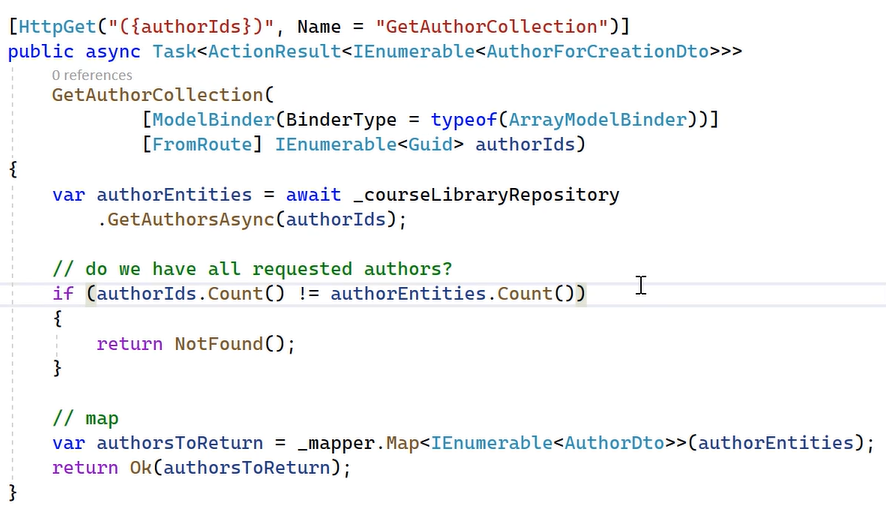 [HttpGet("({authorIds})", Name = "GetAuthorCollection")]
public async Task<ActionResult<IEnumerable<AuthorForCreationDto>>>
0 references
GetAuthorCollection(
[ModelBinder(BinderType = typeof(ArrayModelBinder))]
[FromRoute] IEnumerable<Guid> authorIds)
{
var authorEntities = await _courseLibraryRepository
.GetAuthorsAsync(authorIds);
// do we have all requested authors?
if (authorIds.Count() != authorEntities.Count())
{
return NotFound();
}
// map
var authorsToReturn = _mapper.Map<IEnumerable<AuthorDto>>(authorEntities);
return Ok(authorsToReturn);
}